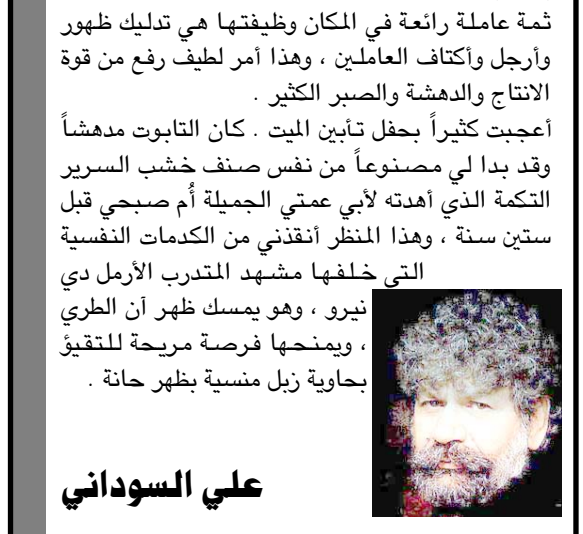 ثمة عاملة رائعة في المكان وظيفتها هي تدليك ظهور
وأرجل وأكتاف العاملين ، وهذا أمر لطيف رفع من قوة
الانتاج والدهشة والصبر الكثير .
أعجبت كثيراً بحفل تأبين الميت . كان التابوت مدهشاً
وقد بدا لي مصنوعاً من نفس صنف خشب السرير
التكمة الذي أهدته لأبي عمتي الجميلة أُم صبحي قبل
ستين سنة ، وهذا المنظر أنقذني من الكدمات النفسية
التي خلفها مشهد المتدرب الأرمل دي
نيرو ، وهو يمسك ظهر آن الطري
، ويمنحها فرصة مريحة للتقيؤ
بحاوية زبل منسية بظهر حانة .
علي السوداني